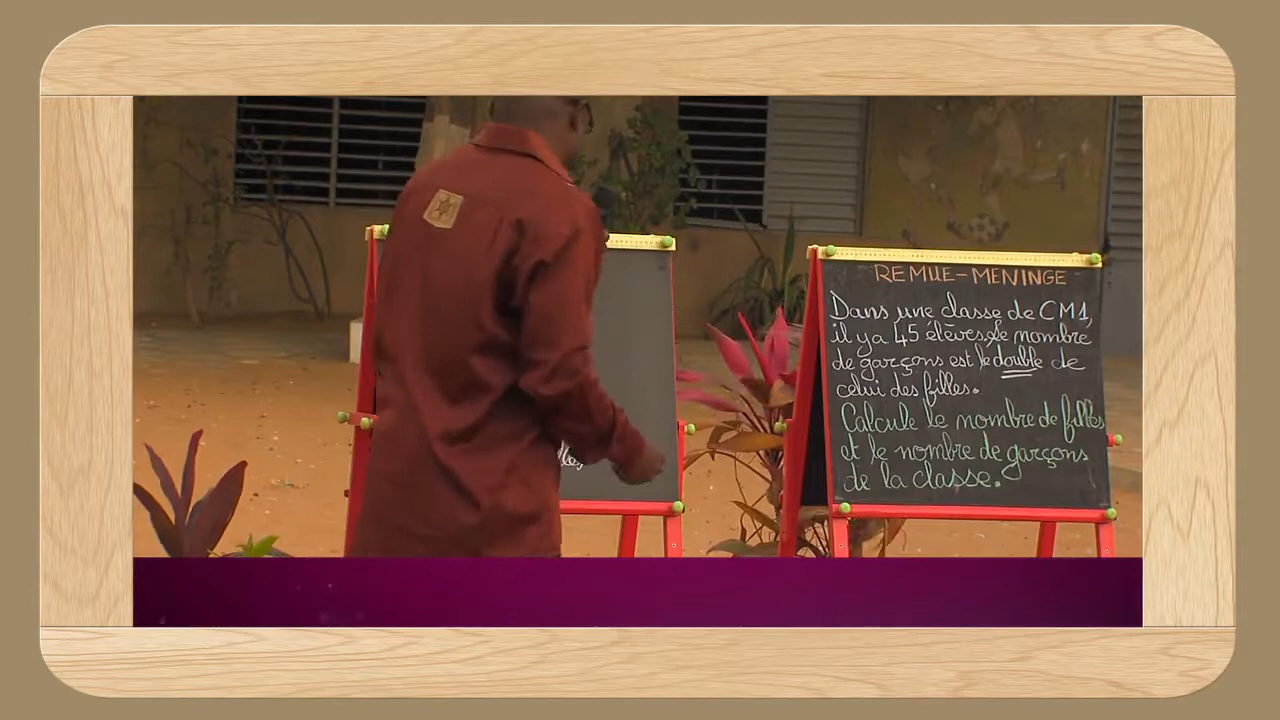 REMUE-MENINGE
Dans une classe de CM1,
il y a 45 élèves, le nombre
de garçons est le double de
celui des filles.
Calcule le nombre de filles
et le nombre de garçons
de la classe.